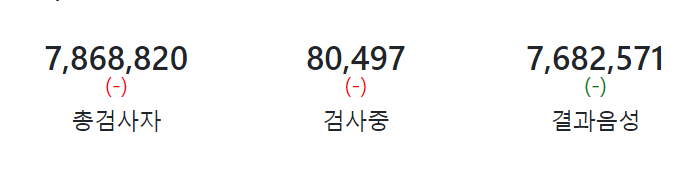 7,868,820 80,497 7,682,571
(-) (-) (-)
총검사자 검사중 결과음성